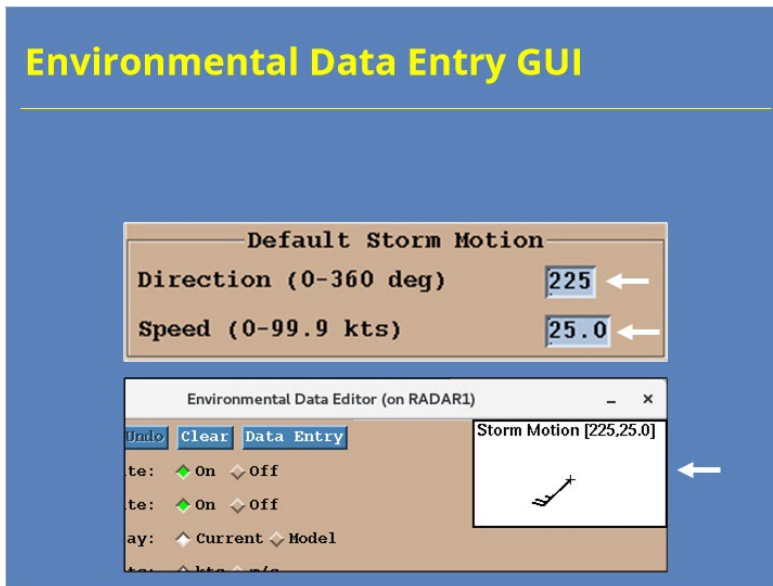 Environmental Data Entry GUI
Default Storm Motion
Direction (0-360 deg) 225
Speed (0-99.9 kts) 25.0
Environmental Data Editor (on RADAR1)
Undo Clear Data Entry
Storm Motion [225,25.0]
te: On Off
te: On Off
ay: Current Model
kts m/s